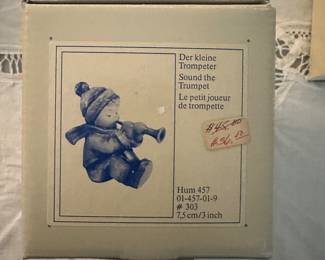 Der kleine
Trompeter
Sound the
Trumpet
Le petit joueur
de trompette
Hum 457
01-457-01-9
# 303
7,5 cm/3 inch